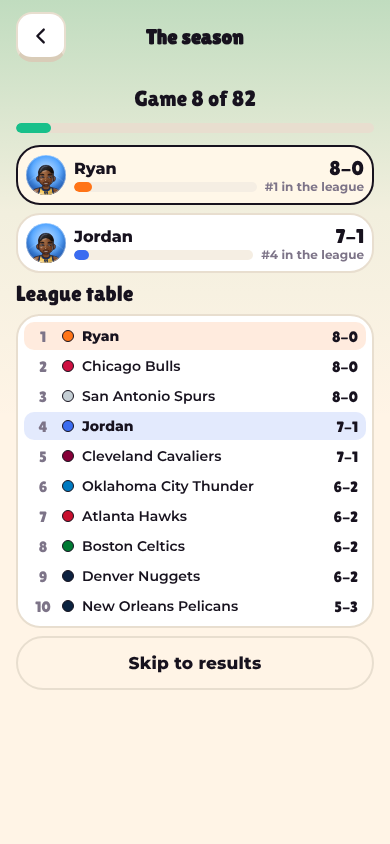 The season
Game 8 of 82
Ryan 8–0
#1 in the league
Jordan 7–1
#4 in the league
League table
1 Ryan 8–0
2 Chicago Bulls 8–0
3 San Antonio Spurs 8–0
4 Jordan 7–1
5 Cleveland Cavaliers 7–1
6 Oklahoma City Thunder 6–2
7 Atlanta Hawks 6–2
8 Boston Celtics 6–2
9 Denver Nuggets 6–2
10 New Orleans Pelicans 5–3
Skip to results